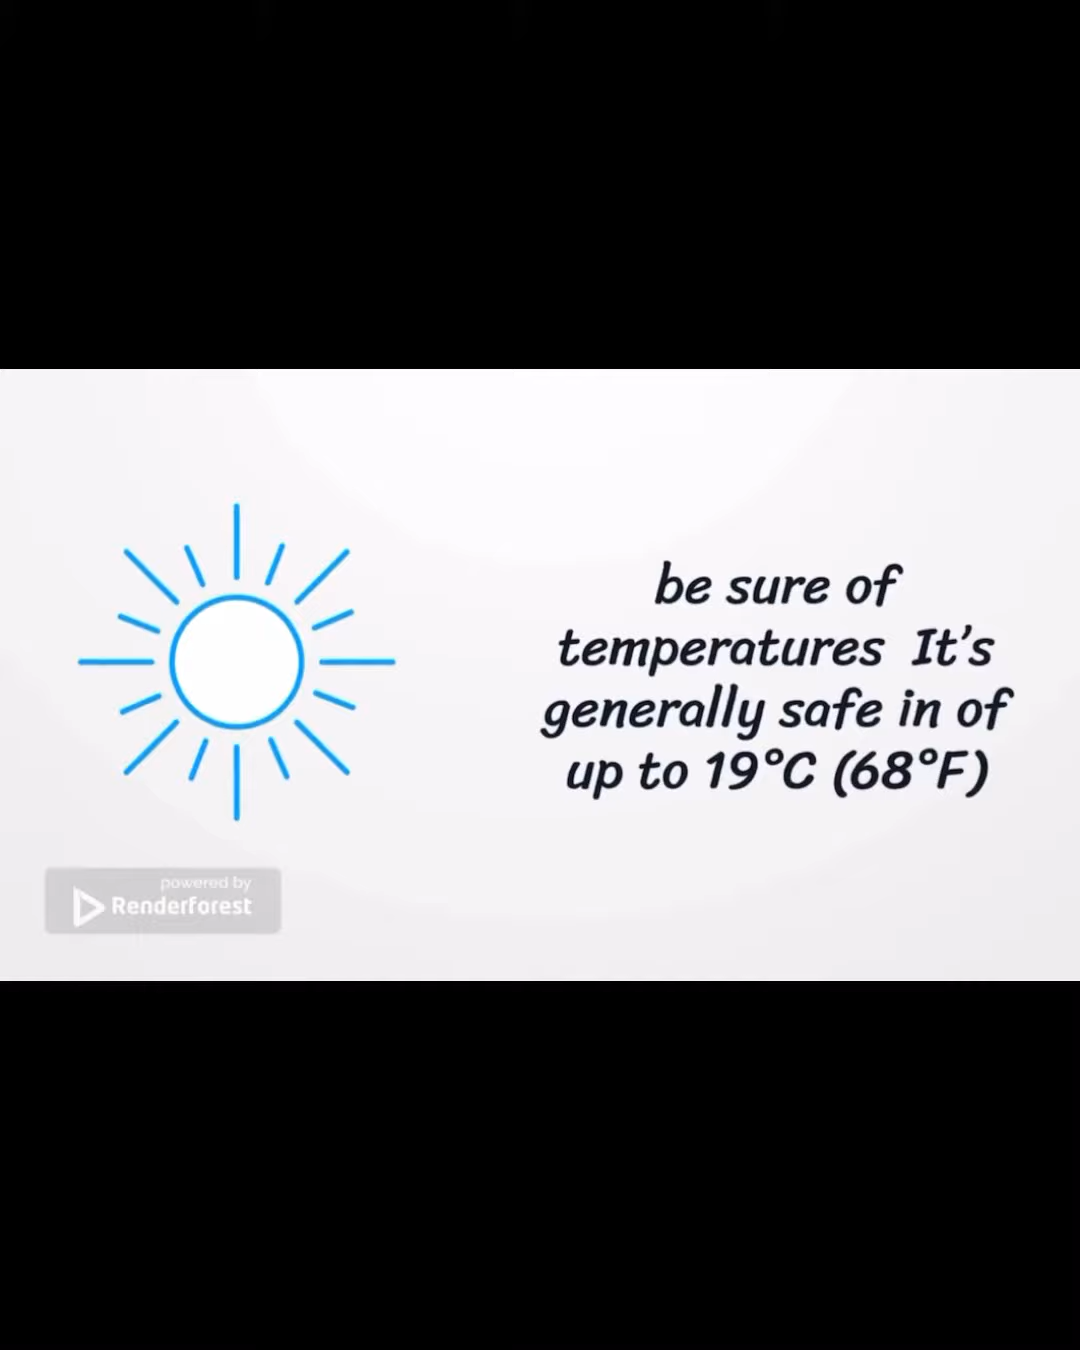 be sure of
temperatures  It's
generally safe in of
up to 19°C (68°F)
powered by
Renderforest